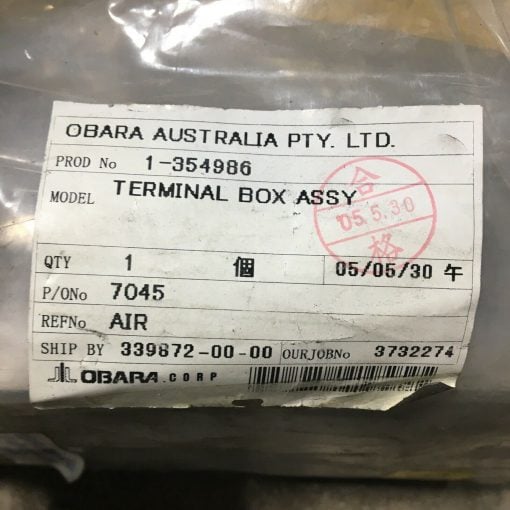 OBARA AUSTRALIA PTY. LTD.
PROD No 1-354986
MODEL TERMINAL BOX ASSY
合
'05.5.30
格
QTY 1 個 05/05/30 午
P/ONo 7045
REFNo AIR
SHIP BY 339872-00-00 OURJOBNo 3732274
OBARA.CORP